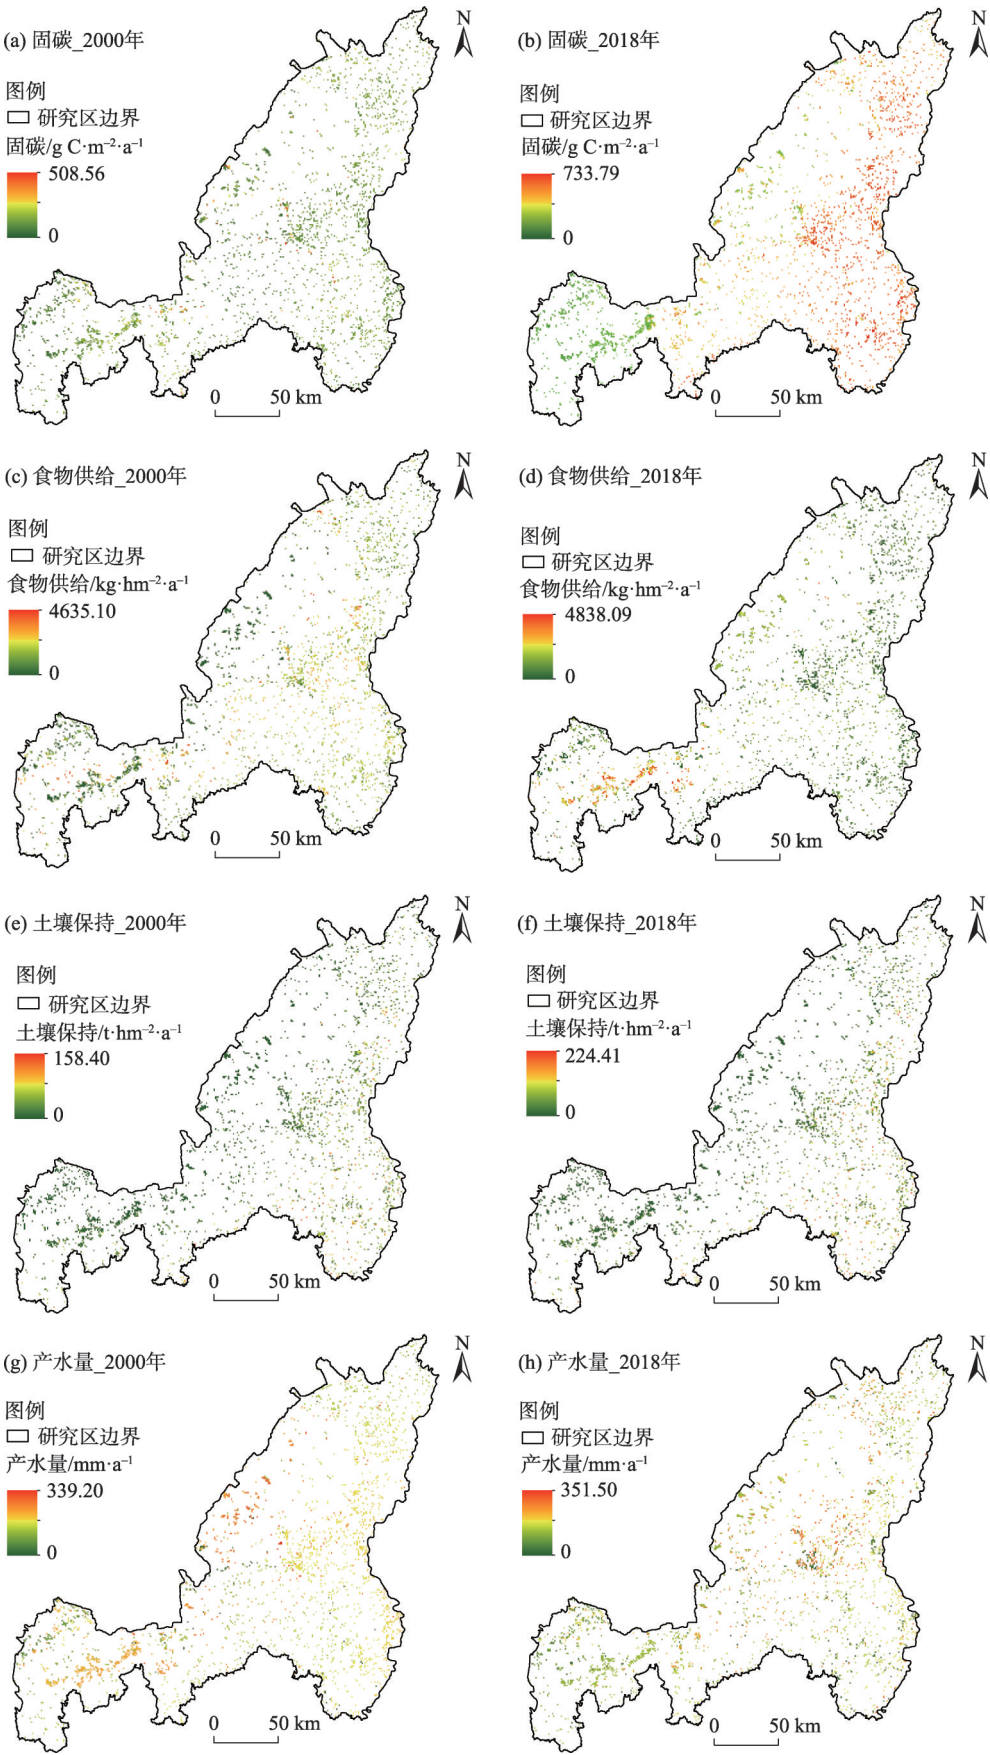 (a) 固碳_2000年
N
图例
研究区边界
固碳/g C·m⁻²·a⁻¹
508.56
0
0 50 km
(b) 固碳_2018年
N
图例
研究区边界
固碳/g C·m⁻²·a⁻¹
733.79
0
0 50 km
(c) 食物供给_2000年
N
图例
研究区边界
食物供给/kg·hm⁻²·a⁻¹
4635.10
0
0 50 km
(d) 食物供给_2018年
N
图例
研究区边界
食物供给/kg·hm⁻²·a⁻¹
4838.09
0
0 50 km
(e) 土壤保持_2000年
N
图例
研究区边界
土壤保持/t·hm⁻²·a⁻¹
158.40
0
0 50 km
(f) 土壤保持_2018年
N
图例
研究区边界
土壤保持/t·hm⁻²·a⁻¹
224.41
0
0 50 km
(g) 产水量_2000年
N
图例
研究区边界
产水量/mm·a⁻¹
339.20
0
0 50 km
(h) 产水量_2018年
N
图例
研究区边界
产水量/mm·a⁻¹
351.50
0
0 50 km